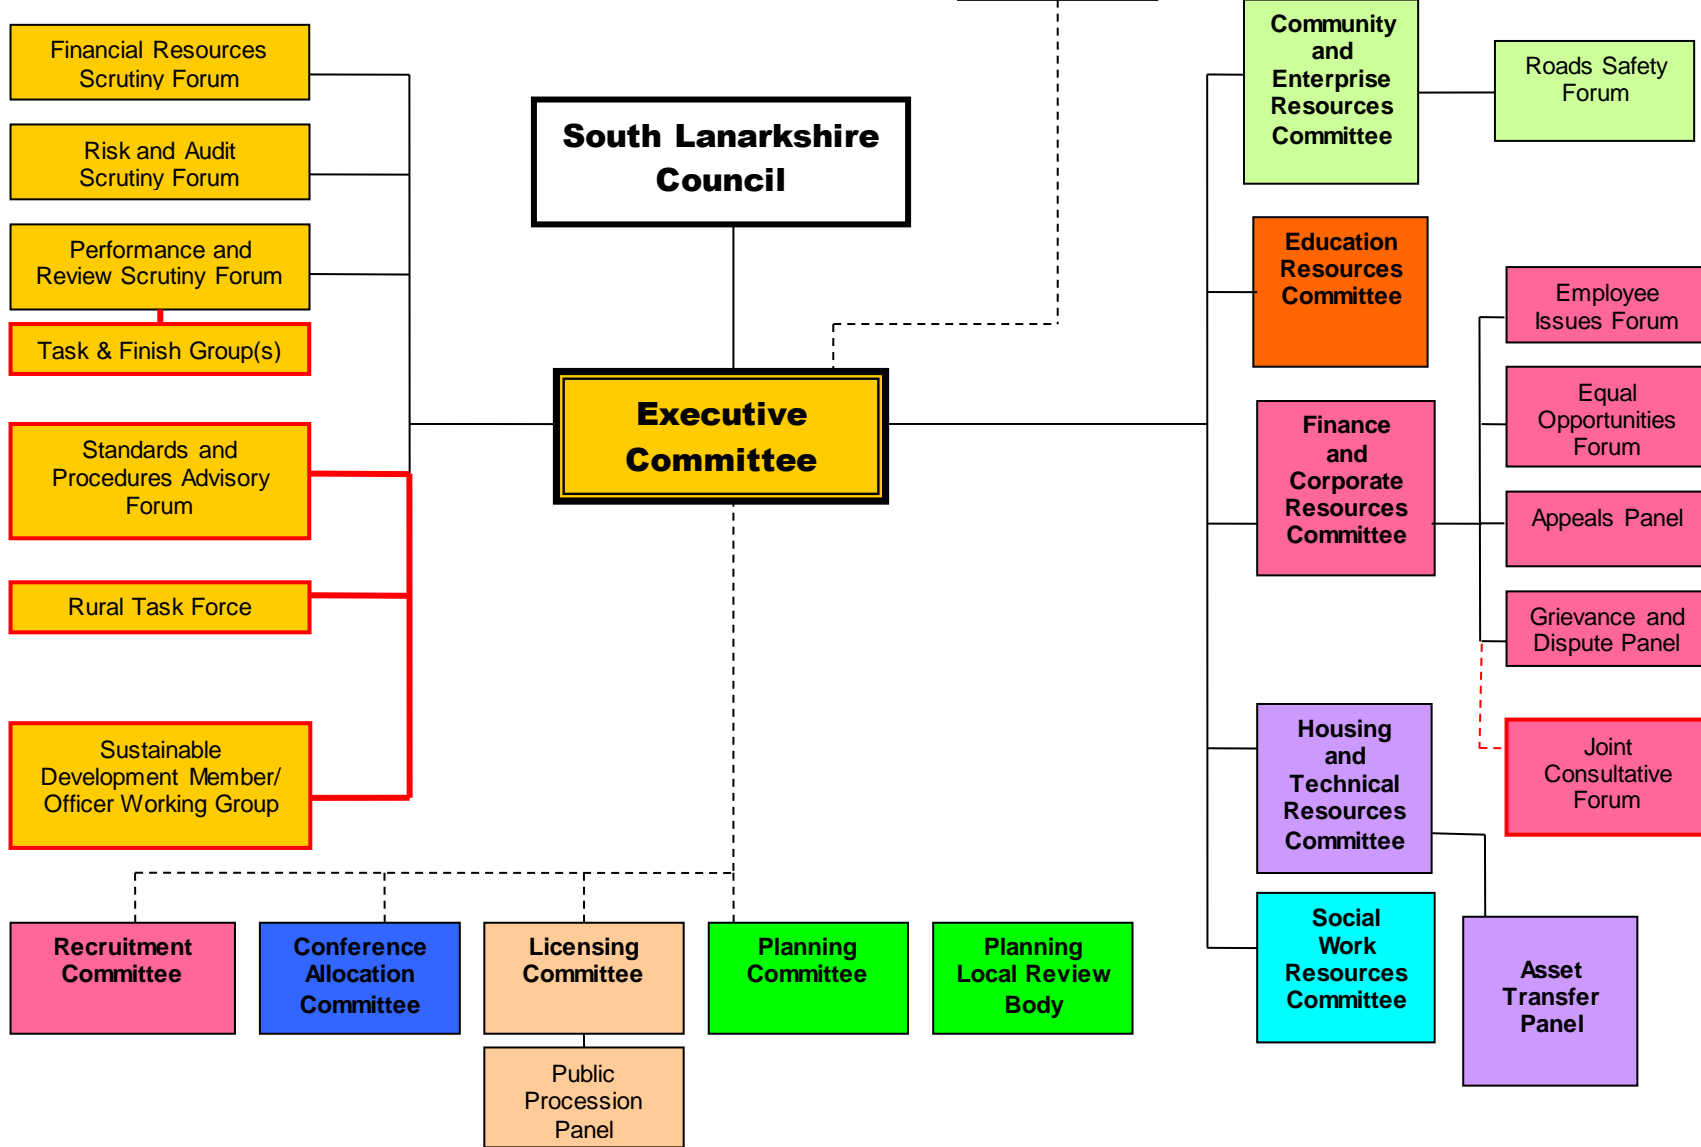 Financial Resources
Scrutiny Forum
Risk and Audit
Scrutiny Forum
Performance and
Review Scrutiny Forum
Task & Finish Group(s)
Standards and
Procedures Advisory
Forum
Rural Task Force
Sustainable
Development Member/
Officer Working Group
South Lanarkshire
Council
Executive
Committee
Community
and
Enterprise
Resources
Committee
Roads Safety
Forum
Education
Resources
Committee
Finance
and
Corporate
Resources
Committee
Employee
Issues Forum
Equal
Opportunities
Forum
Appeals Panel
Grievance and
Dispute Panel
Joint
Consultative
Forum
Housing
and
Technical
Resources
Committee
Social
Work
Resources
Committee
Asset
Transfer
Panel
Recruitment
Committee
Conference
Allocation
Committee
Licensing
Committee
Public
Procession
Panel
Planning
Committee
Planning
Local Review
Body